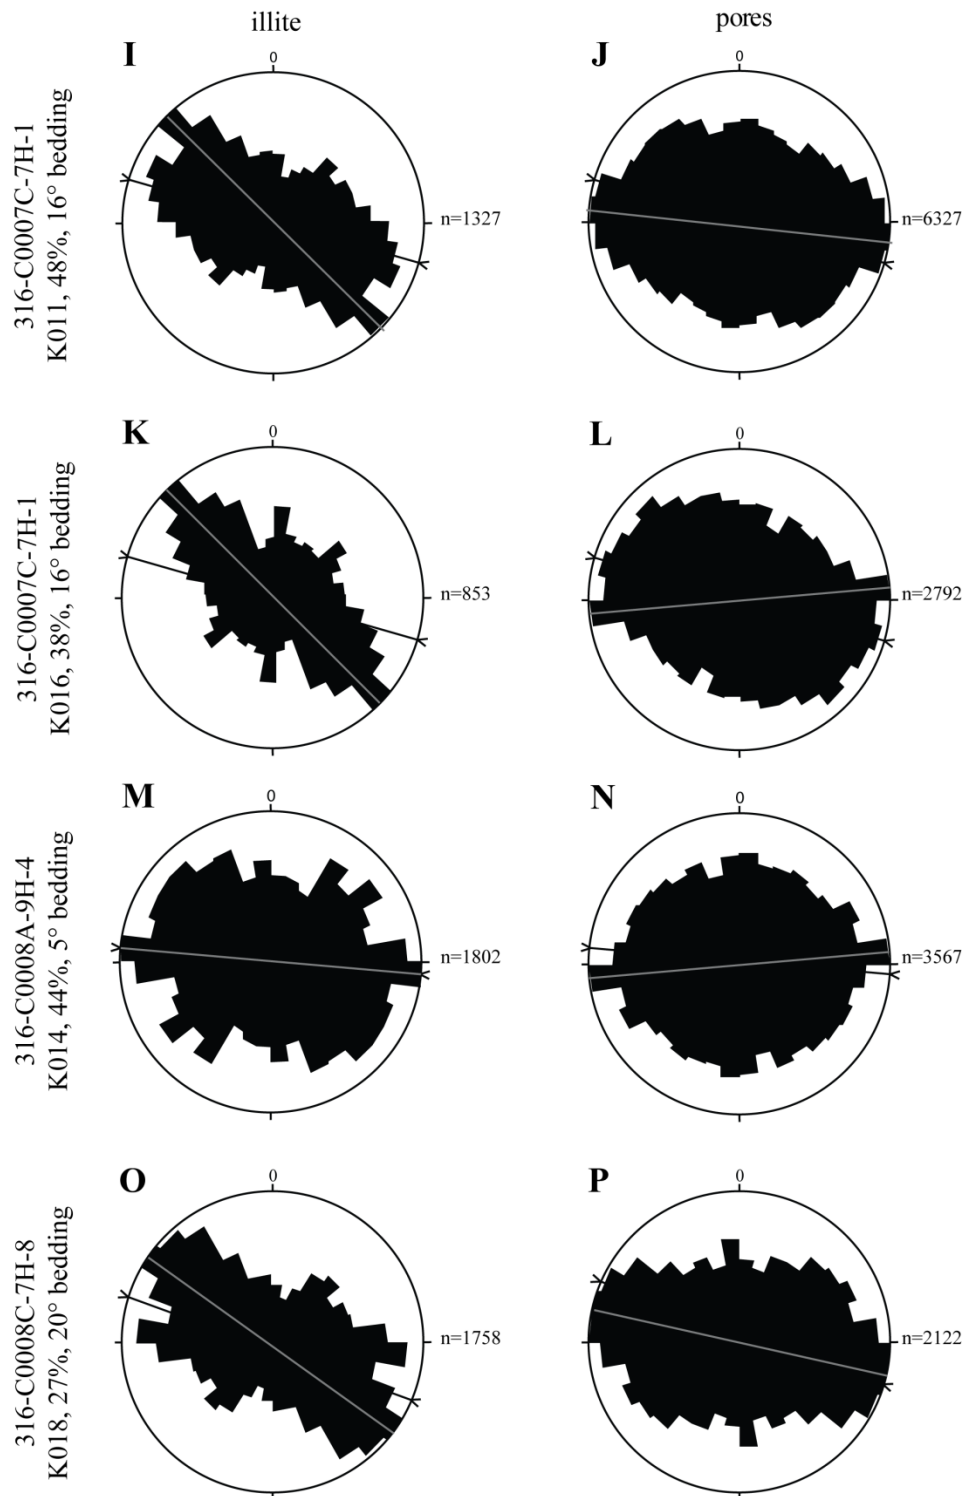 illite
pores
316-C0007C-7H-1
K011, 48%, 16° bedding
I
0
n=1327
J
0
n=6327
316-C0007C-7H-1
K016, 38%, 16° bedding
K
0
n=853
L
0
n=2792
316-C0008A-9H-4
K014, 44%, 5° bedding
M
0
n=1802
N
0
n=3567
316-C0008C-7H-8
K018, 27%, 20° bedding
O
0
n=1758
P
0
n=2122